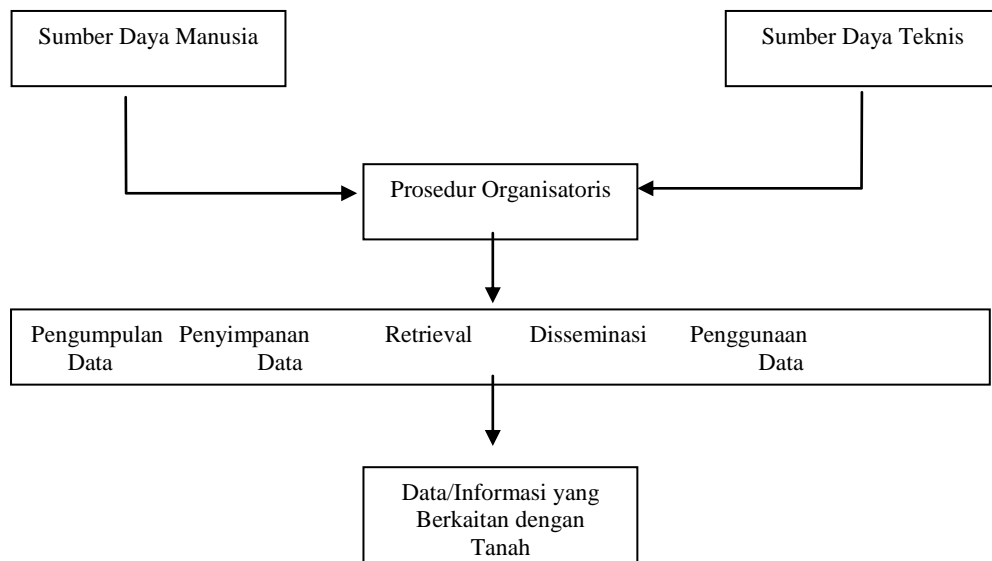 Sumber Daya Manusia
Sumber Daya Teknis
Prosedur Organisatoris
Pengumpulan Penyimpanan Retrieval Disseminasi Penggunaan
Data Data Data
Data/Informasi yang
Berkaitan dengan
Tanah